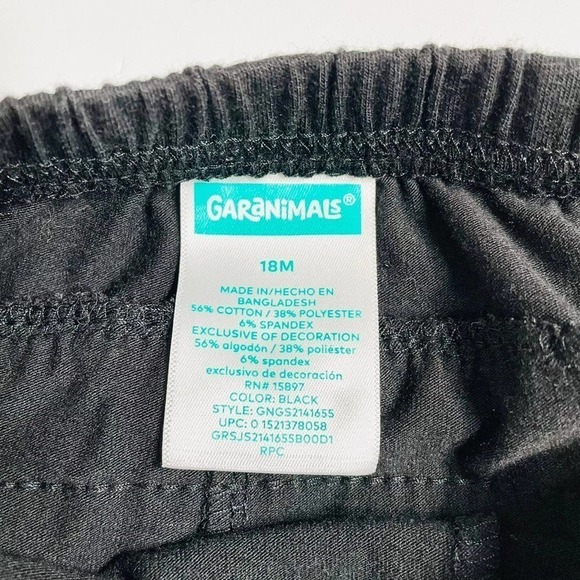 GARANIMALS®
18M
MADE IN/HECHO EN
BANGLADESH
56% COTTON / 38% POLYESTER
6% SPANDEX
EXCLUSIVE OF DECORATION
56% algodón / 38% poliéster
6% spandex
exclusivo de decoración
RN# 15897
COLOR: BLACK
STYLE: GNGS2141655
UPC: 0 1521378058
GRSJS2141655B00D1
RPC